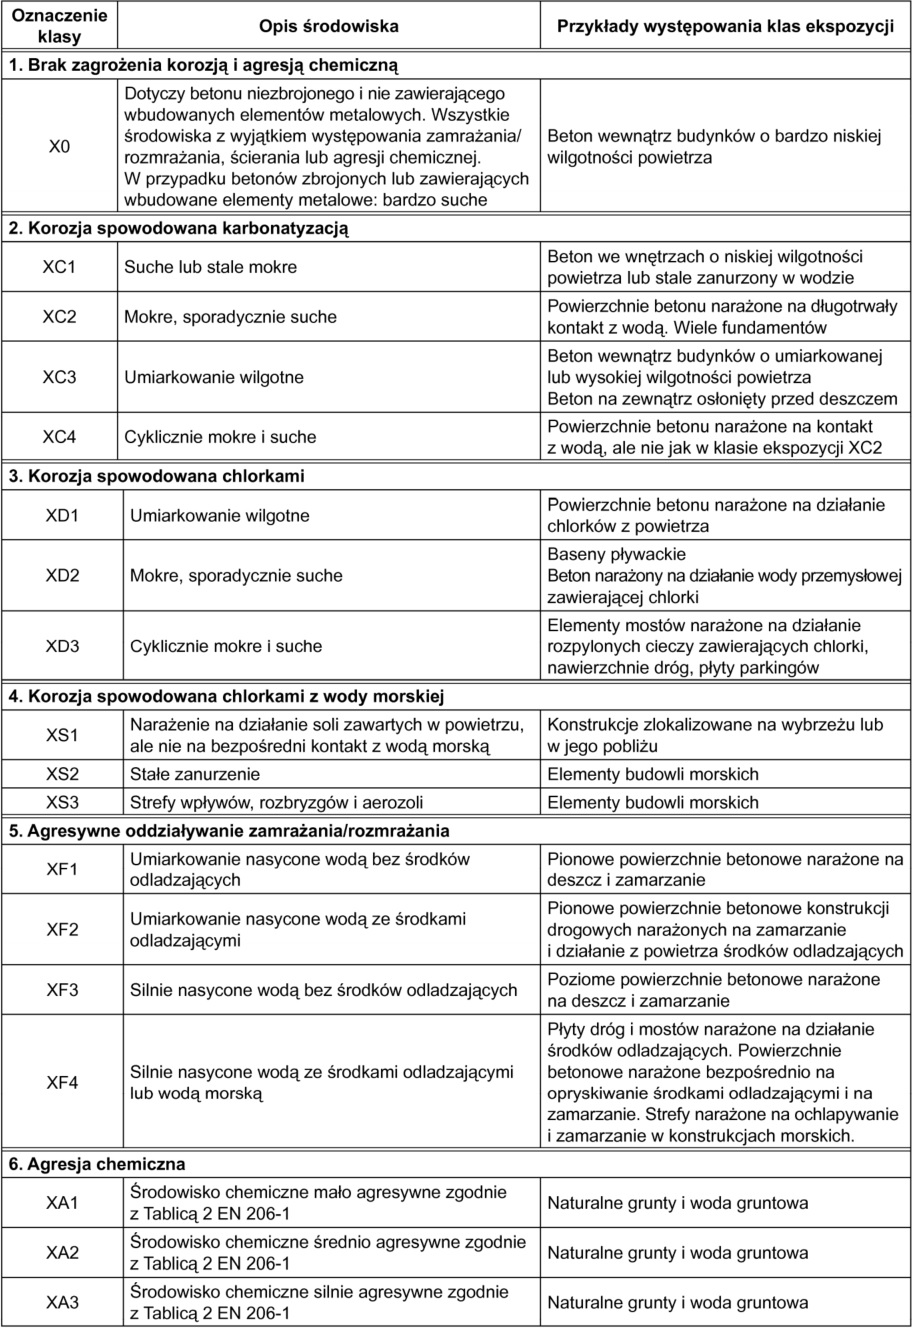 Oznaczenie
klasy
Opis środowiska
Przykłady występowania klas ekspozycji
1. Brak zagrożenia korozją i agresją chemiczną
X0
Dotyczy betonu niezbrojonego i nie zawierającego
wbudowanych elementów metalowych. Wszystkie
środowiska z wyjątkiem występowania zamrażania/
rozmrażania, ścierania lub agresji chemicznej.
W przypadku betonów zbrojonych lub zawierających
wbudowane elementy metalowe: bardzo suche
Beton wewnątrz budynków o bardzo niskiej
wilgotności powietrza
2. Korozja spowodowana karbonatyzacją
XC1
Suche lub stale mokre
Beton we wnętrzach o niskiej wilgotności
powietrza lub stale zanurzony w wodzie
XC2
Mokre, sporadycznie suche
Powierzchnie betonu narażone na długotrwały
kontakt z wodą. Wiele fundamentów
XC3
Umiarkowanie wilgotne
Beton wewnątrz budynków o umiarkowanej
lub wysokiej wilgotności powietrza
Beton na zewnątrz osłonięty przed deszczem
XC4
Cyklicznie mokre i suche
Powierzchnie betonu narażone na kontakt
z wodą, ale nie jak w klasie ekspozycji XC2
3. Korozja spowodowana chlorkami
XD1
Umiarkowanie wilgotne
Powierzchnie betonu narażone na działanie
chlorków z powietrza
XD2
Mokre, sporadycznie suche
Baseny pływackie
Beton narażony na działanie wody przemysłowej
zawierającej chlorki
XD3
Cyklicznie mokre i suche
Elementy mostów narażone na działanie
rozpylonych cieczy zawierających chlorki,
nawierzchnie dróg, płyty parkingów
4. Korozja spowodowana chlorkami z wody morskiej
XS1
Narażenie na działanie soli zawartych w powietrzu,
ale nie na bezpośredni kontakt z wodą morską
Konstrukcje zlokalizowane na wybrzeżu lub
w jego pobliżu
XS2
Stałe zanurzenie
Elementy budowli morskich
XS3
Strefy wpływów, rozbryzgów i aerozoli
Elementy budowli morskich
5. Agresywne oddziaływanie zamrażania/rozmrażania
XF1
Umiarkowanie nasycone wodą bez środków
odladzających
Pionowe powierzchnie betonowe narażone na
deszcz i zamarzanie
XF2
Umiarkowanie nasycone wodą ze środkami
odladzającymi
Pionowe powierzchnie betonowe konstrukcji
drogowych narażonych na zamarzanie
i działanie z powietrza środków odladzających
XF3
Silnie nasycone wodą bez środków odladzających
Poziome powierzchnie betonowe narażone
na deszcz i zamarzanie
XF4
Silnie nasycone wodą ze środkami odladzającymi
lub wodą morską
Płyty dróg i mostów narażone na działanie
środków odladzających. Powierzchnie
betonowe narażone bezpośrednio na
opryskiwanie środkami odladzającymi i na
zamarzanie. Strefy narażone na ochlapywanie
i zamarzanie w konstrukcjach morskich.
6. Agresja chemiczna
XA1
Środowisko chemiczne mało agresywne zgodnie
z Tablicą 2 EN 206-1
Naturalne grunty i woda gruntowa
XA2
Środowisko chemiczne średnio agresywne zgodnie
z Tablicą 2 EN 206-1
Naturalne grunty i woda gruntowa
XA3
Środowisko chemiczne silnie agresywne zgodnie
z Tablicą 2 EN 206-1
Naturalne grunty i woda gruntowa